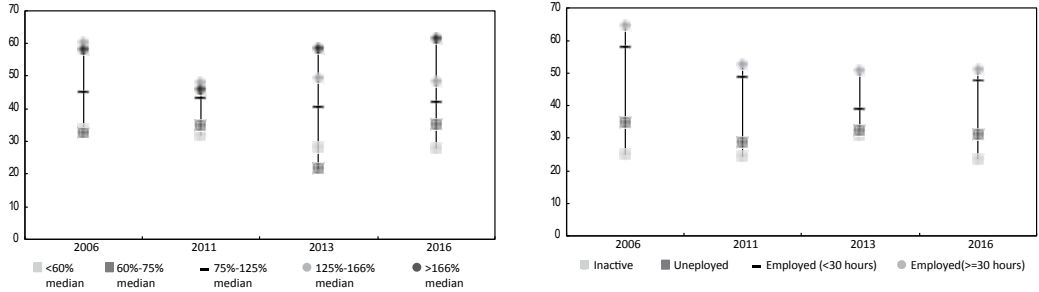 70
60
50
40
30
20
10
0
2006 2011 2013 2016
<60% median
60%-75% median
75%-125% median
125%-166% median
>166% median
70
60
50
40
30
20
10
0
2006 2011 2013 2016
Inactive Uneployed Employed (<30 hours) Employed(>=30 hours)